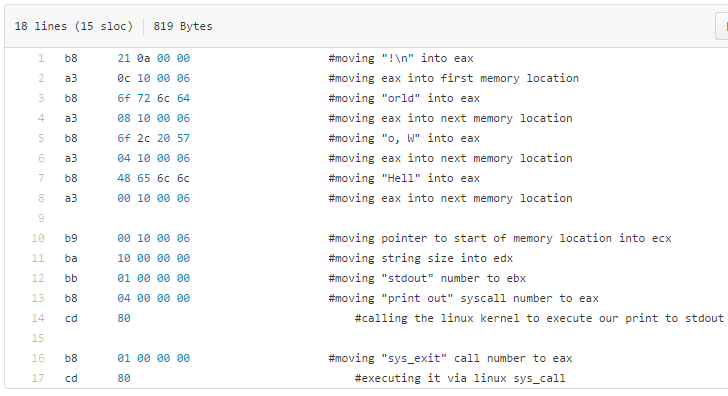 18 lines (15 sloc) 819 Bytes
1 b8 21 0a 00 00 #moving "!\n" into eax
2 a3 0c 10 00 06 #moving eax into first memory location
3 b8 6f 72 6c 64 #moving "orld" into eax
4 a3 08 10 00 06 #moving eax into next memory location
5 b8 6f 2c 20 57 #moving "o, W" into eax
6 a3 04 10 00 06 #moving eax into next memory location
7 b8 48 65 6c 6c #moving "Hell" into eax
8 a3 00 10 00 06 #moving eax into next memory location
9
10 b9 00 10 00 06 #moving pointer to start of memory location into ecx
11 ba 10 00 00 00 #moving string size into edx
12 bb 01 00 00 00 #moving "stdout" number to ebx
13 b8 04 00 00 00 #moving "print out" syscall number to eax
14 cd 80 #calling the linux kernel to execute our print to stdout
15
16 b8 01 00 00 00 #moving "sys_exit" call number to eax
17 cd 80 #executing it via linux sys_call